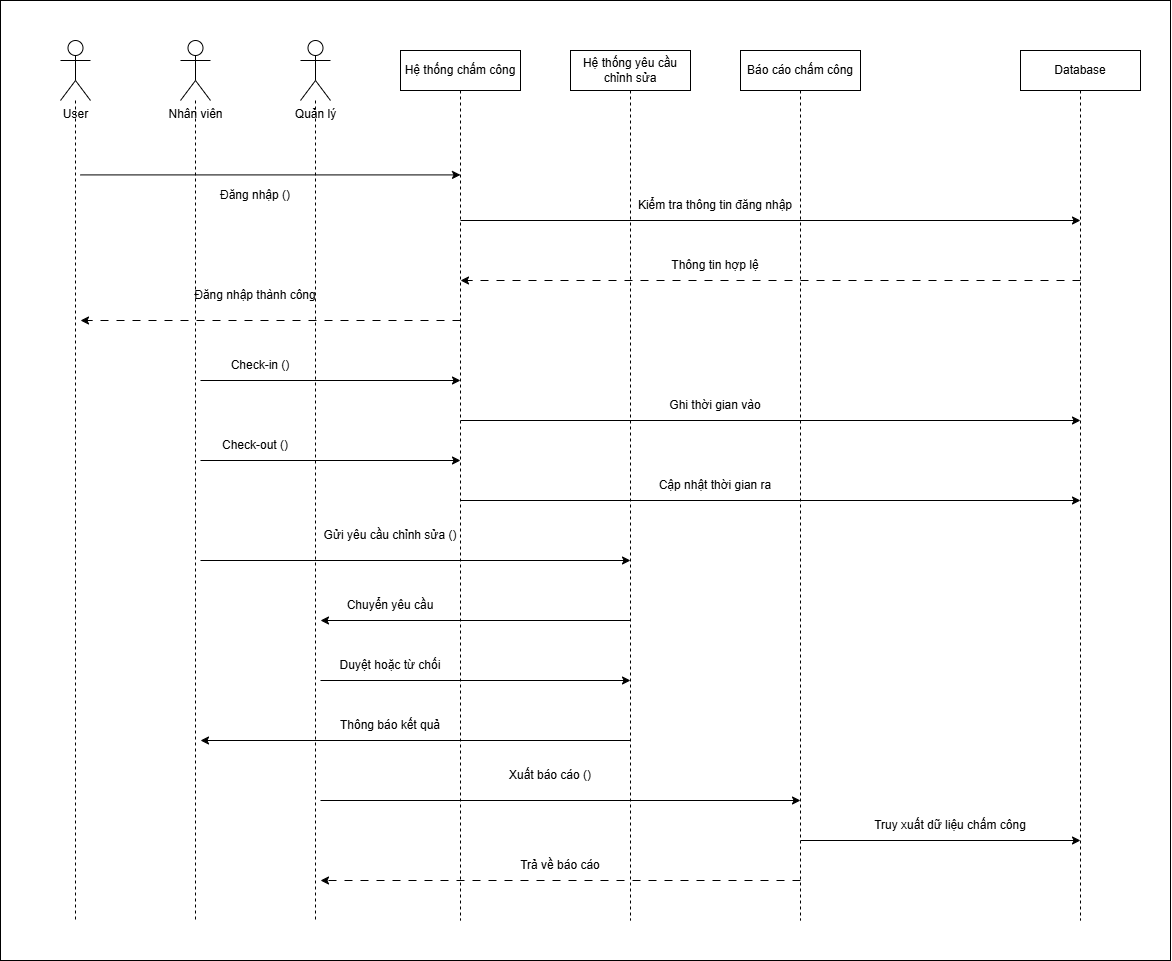 User
Nhân viên
Quản lý
Hệ thống chấm công
Hệ thống yêu cầu
chỉnh sửa
Báo cáo chấm công
Database
Đăng nhập ()
Kiểm tra thông tin đăng nhập
Thông tin hợp lệ
Đăng nhập thành công
Check-in ()
Ghi thời gian vào
Check-out ()
Cập nhật thời gian ra
Gửi yêu cầu chỉnh sửa ()
Chuyển yêu cầu
Duyệt hoặc từ chối
Thông báo kết quả
Xuất báo cáo ()
Truy xuất dữ liệu chấm công
Trả về báo cáo